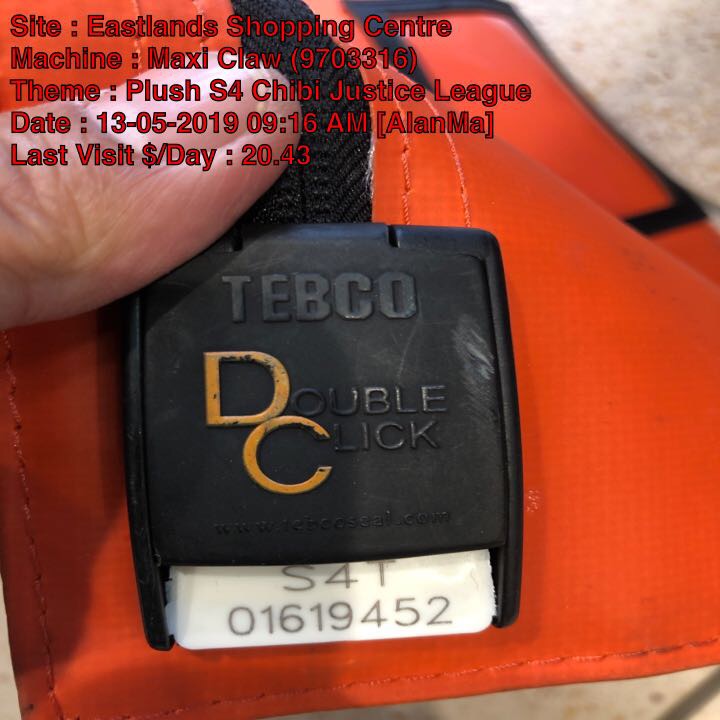 Site : Eastlands Shopping Centre
Machine : Maxi Claw (9703316)
Theme : Plush S4 Chibi Justice League
Date : 13-05-2019 09:16 AM [AlanMa]
Last Visit $/Day : 20.43
TEBCO
DOUBLE
CLICK
www.tebcoseal.com
S4T
01619452